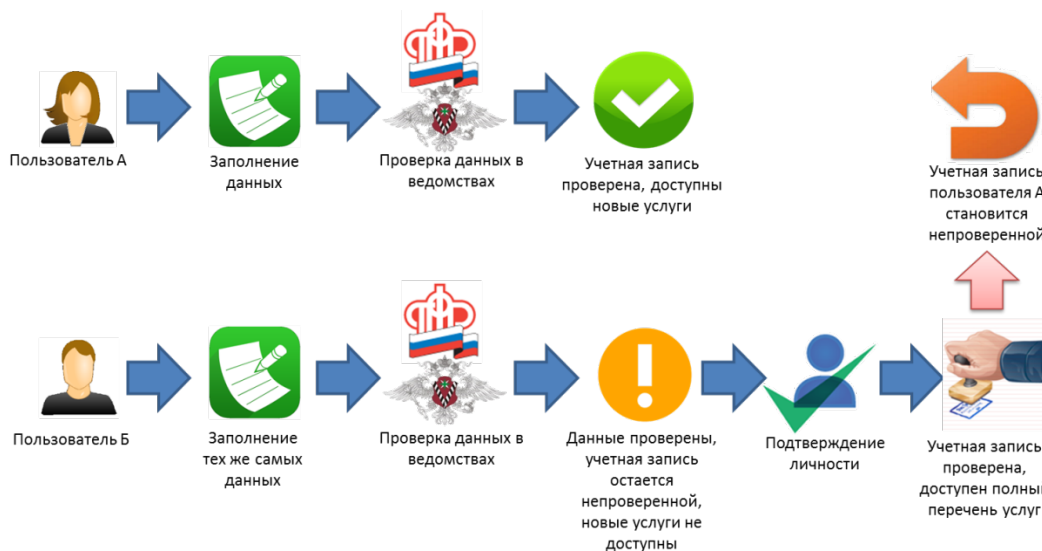 Пользователь А
Заполнение
данных
Проверка данных в
ведомствах
Учетная запись
проверена, доступны
новые услуги
Учетная запись
пользователя А
становится
непроверенной
Пользователь Б
Заполнение
тех же самых
данных
Проверка данных в
ведомствах
Данные проверены,
учетная запись
остается
непроверенной,
новые услуги не
доступны
Подтверждение
личности
Учетная запись
проверена,
доступен полный
перечень услуг